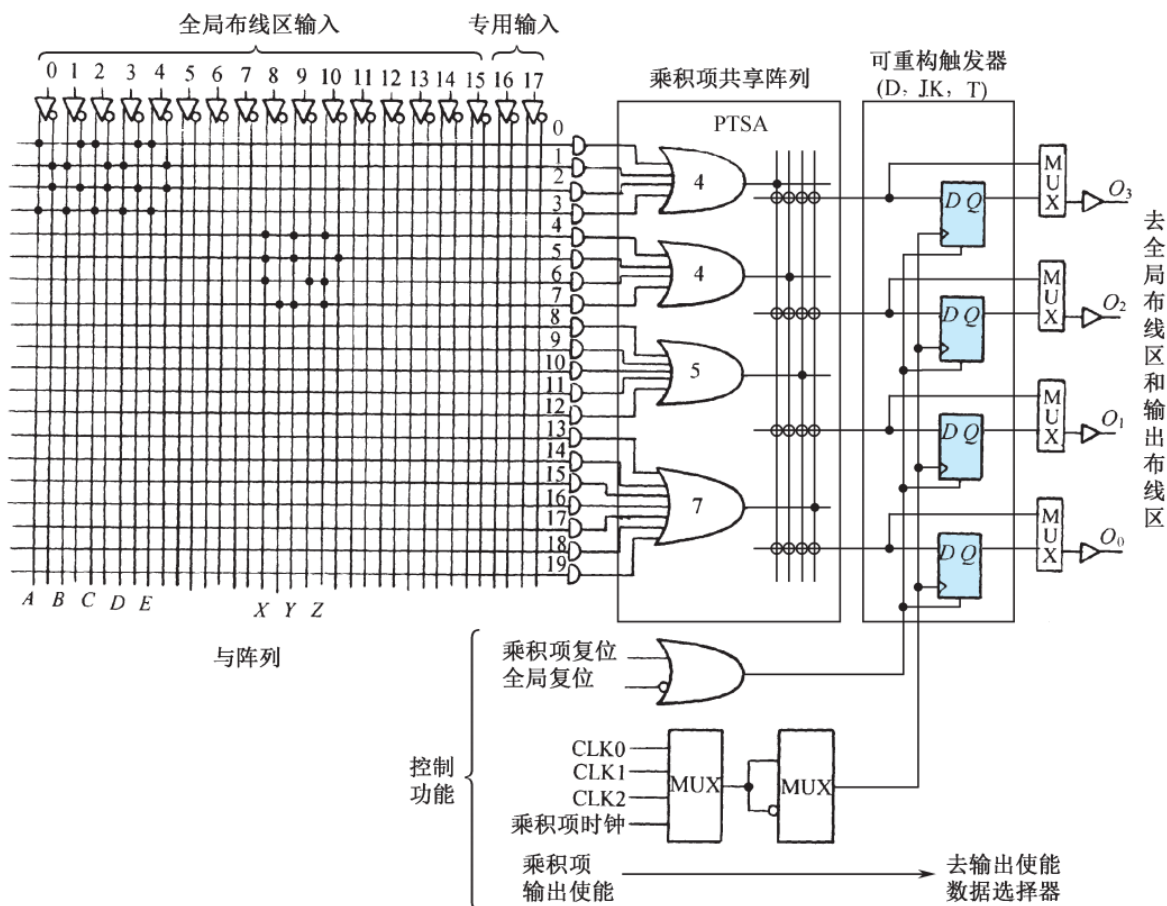 全局布线区输入 专用输入
0 1 2 3 4 5 6 7 8 9 10 11 12 13 14 15 16 17
乘积项共享阵列
PTSA
可重构触发器
(D，J.K，T)
0
1
2
3
4
5
6
7
8
9
10
11
12
13
14
15
16
17
18
19
4
4
5
7
D Q
D Q
D Q
D Q
MUX
MUX
MUX
MUX
O3
O2
O1
O0
去全局布线区和输出布线区
A B C D E X Y Z
与阵列
控制
功能
乘积项复位
全局复位
CLK0
CLK1
CLK2
乘积项时钟
MUX
MUX
乘积项
输出使能
去输出使能
数据选择器